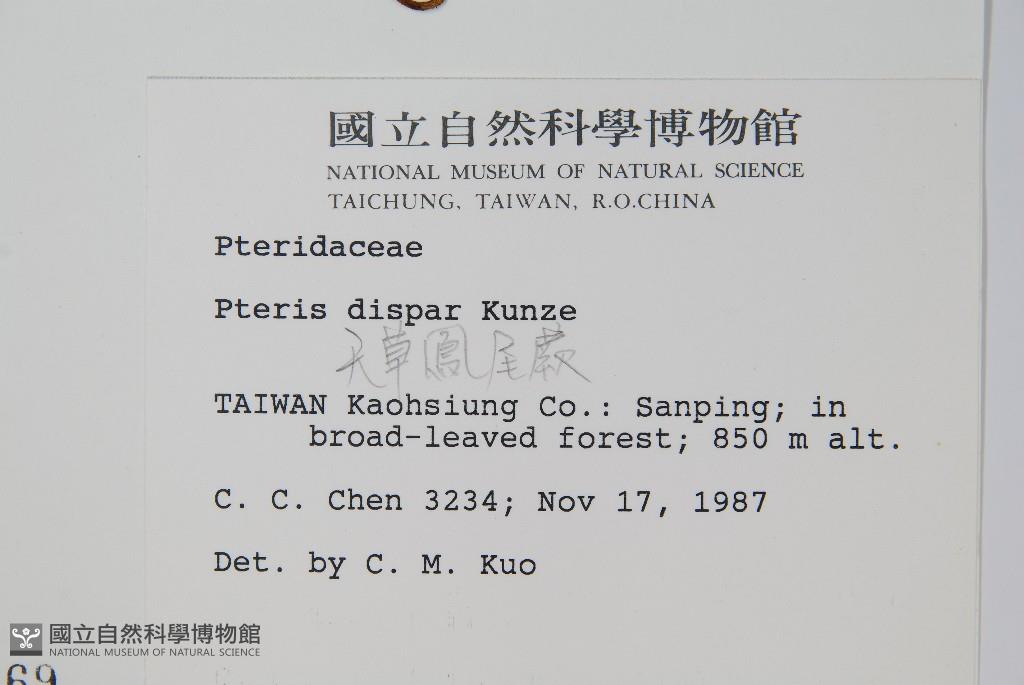 國立自然科學博物館
NATIONAL MUSEUM OF NATURAL SCIENCE
TAICHUNG, TAIWAN, R.O.CHINA
Pteridaceae
Pteris dispar Kunze
天草鳳尾蕨
TAIWAN Kaohsiung Co.: Sanping; in
broad-leaved forest; 850 m alt.
C. C. Chen 3234; Nov 17, 1987
Det. by C. M. Kuo
國立自然科學博物館
NATIONAL MUSEUM OF NATURAL SCIENCE
69